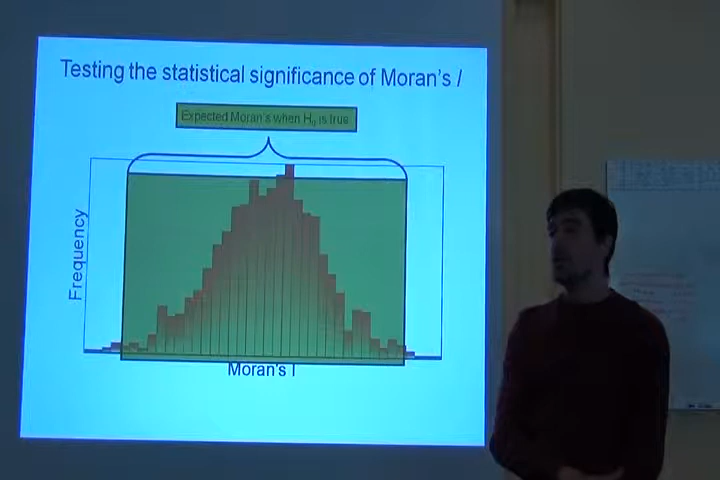 Testing the statistical significance of Moran's I
Expected Moran's when H0 is true
Frequency
Moran's I